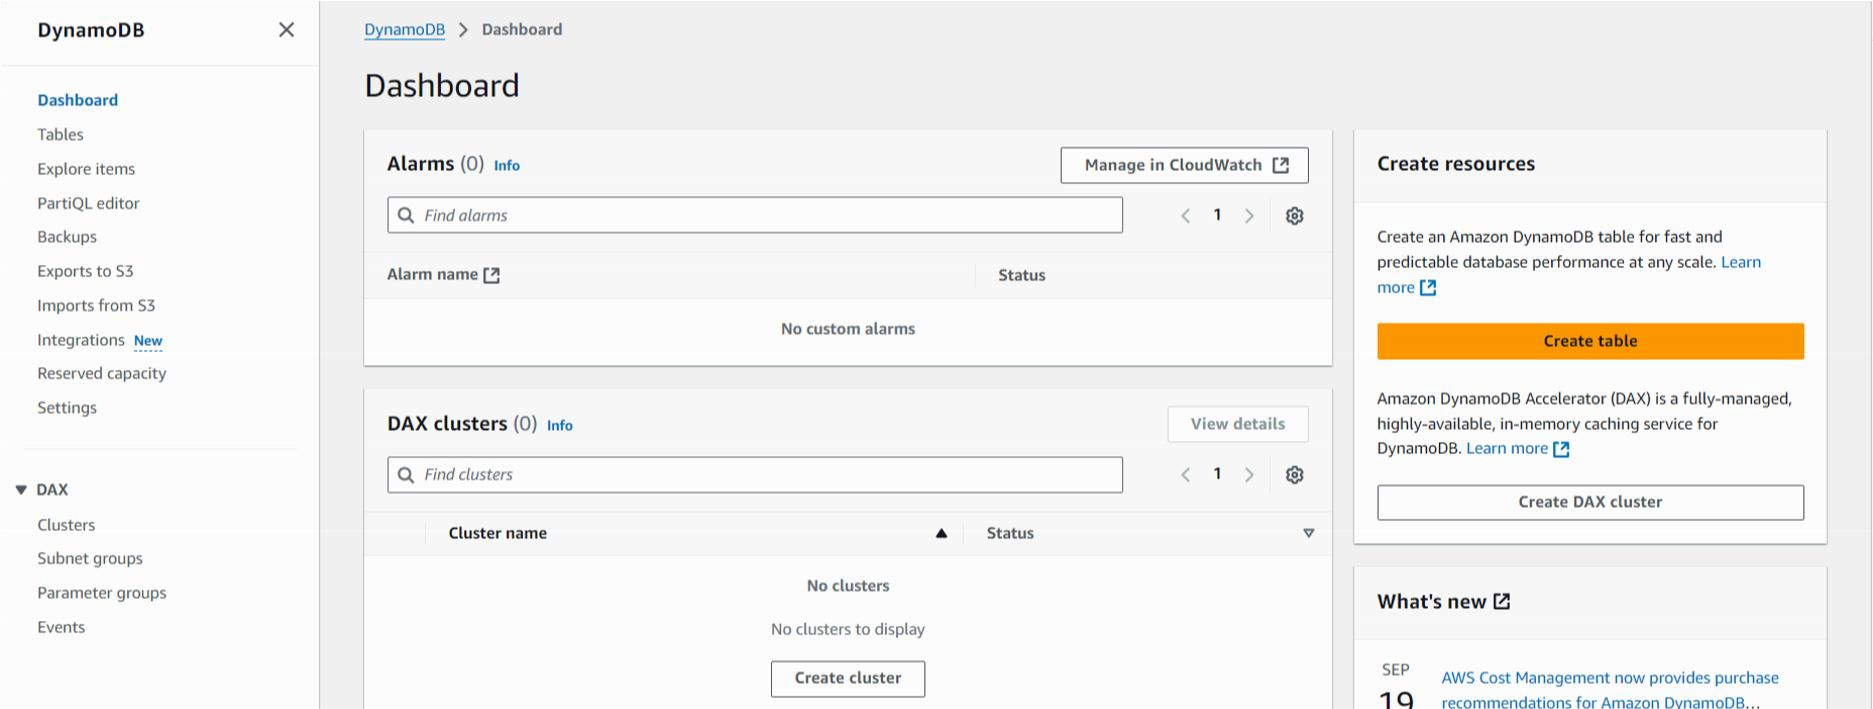 DynamoDB
Dashboard
Tables
Explore items
PartiQL editor
Backups
Exports to S3
Imports from S3
Integrations New
Reserved capacity
Settings
DAX
Clusters
Subnet groups
Parameter groups
Events
DynamoDB > Dashboard
Dashboard
Alarms (0) Info
Manage in CloudWatch
Find alarms
1
Alarm name
Status
No custom alarms
DAX clusters (0) Info
View details
Find clusters
1
Cluster name
Status
No clusters
No clusters to display
Create cluster
Create resources
Create an Amazon DynamoDB table for fast and
predictable database performance at any scale. Learn
more
Create table
Amazon DynamoDB Accelerator (DAX) is a fully-managed,
highly-available, in-memory caching service for
DynamoDB. Learn more
Create DAX cluster
What's new
SEP
19
AWS Cost Management now provides purchase
recommendations for Amazon DynamoDB...